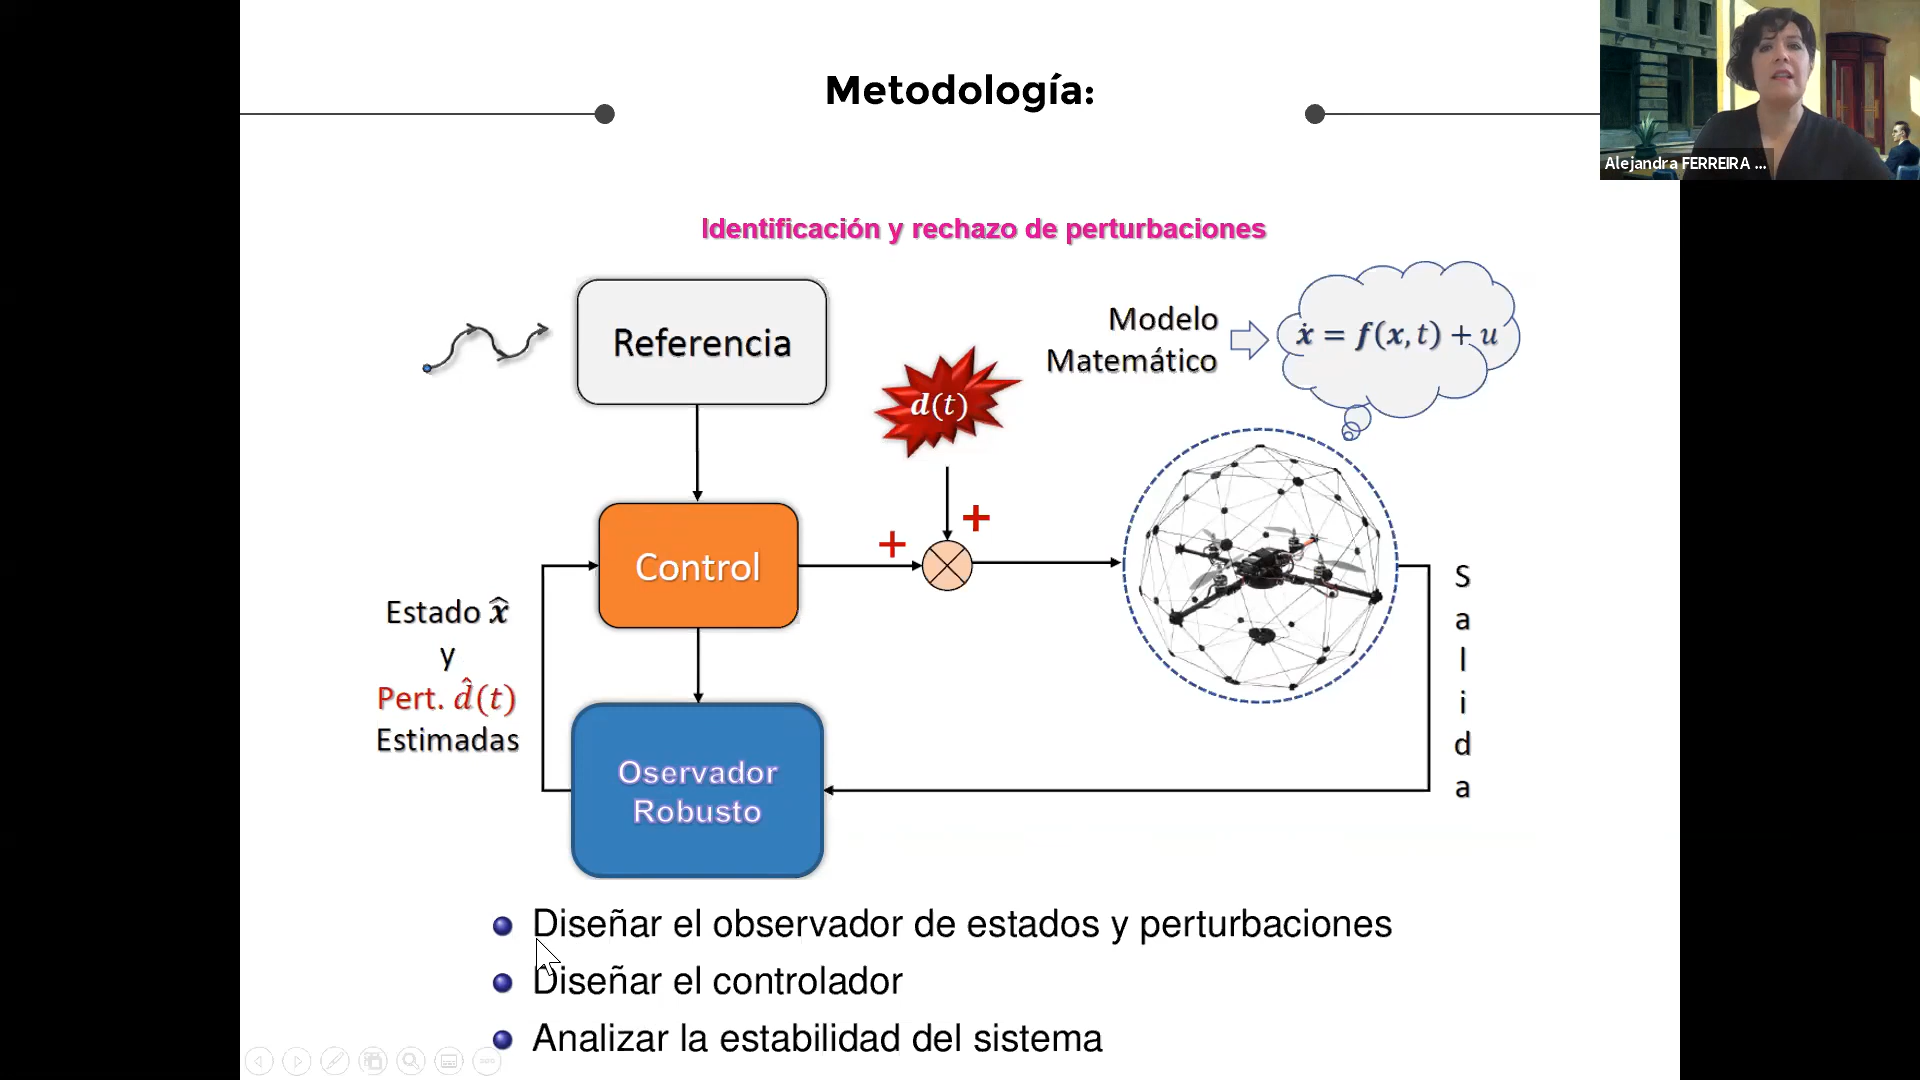 Metodología:
Alejandra FERREIRA ...
Identificación y rechazo de perturbaciones
Referencia
d(t)
Modelo
Matemático
ẋ = f(x, t) + u
+
+
Control
Estado x̂
y
Pert. d̂(t)
Estimadas
Oservador
Robusto
S
a
l
i
d
a
Diseñar el observador de estados y perturbaciones
Diseñar el controlador
Analizar la estabilidad del sistema